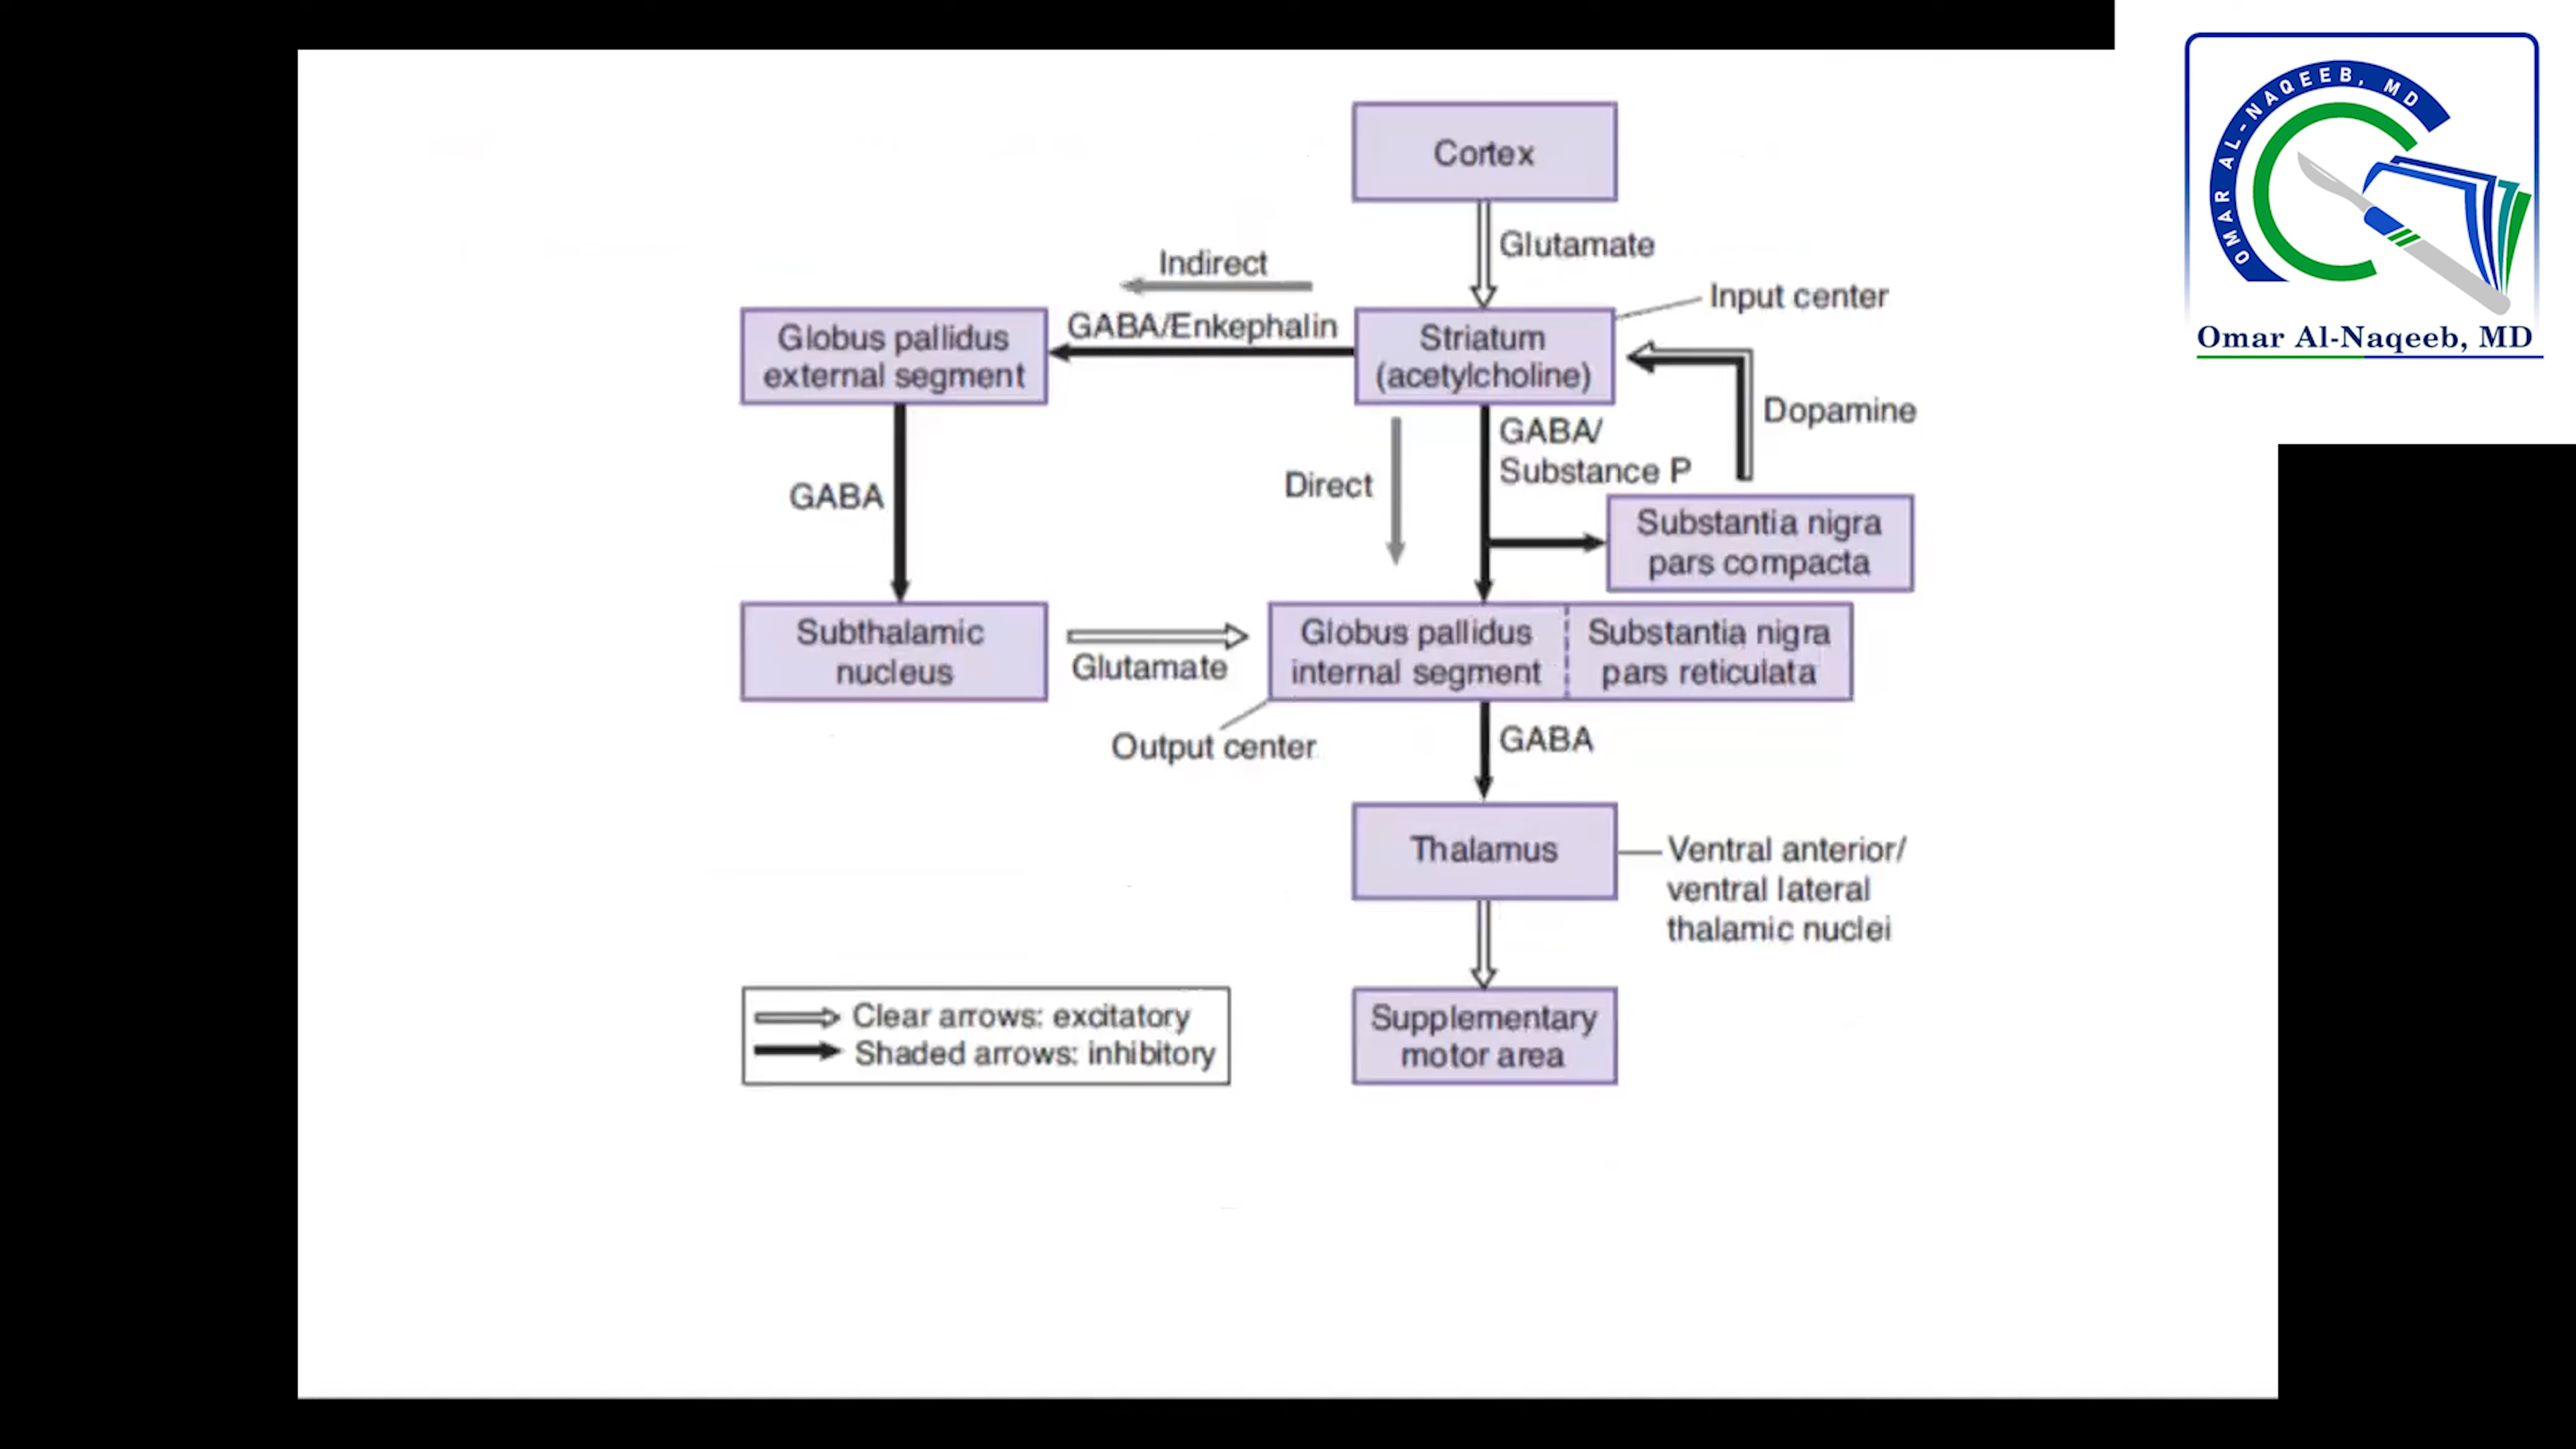 Cortex
Glutamate
Indirect
Input center
GABA/Enkephalin
Globus pallidus
external segment
Striatum
(acetylcholine)
Dopamine
GABA/
Substance P
Direct
GABA
Substantia nigra
pars compacta
Subthalamic
nucleus
Glutamate
Globus pallidus
internal segment
Substantia nigra
pars reticulata
Output center
GABA
Thalamus
Ventral anterior/
ventral lateral
thalamic nuclei
Clear arrows: excitatory
Shaded arrows: inhibitory
Supplementary
motor area
OMAR AL-NAQEEB, MD
Omar Al-Naqeeb, MD